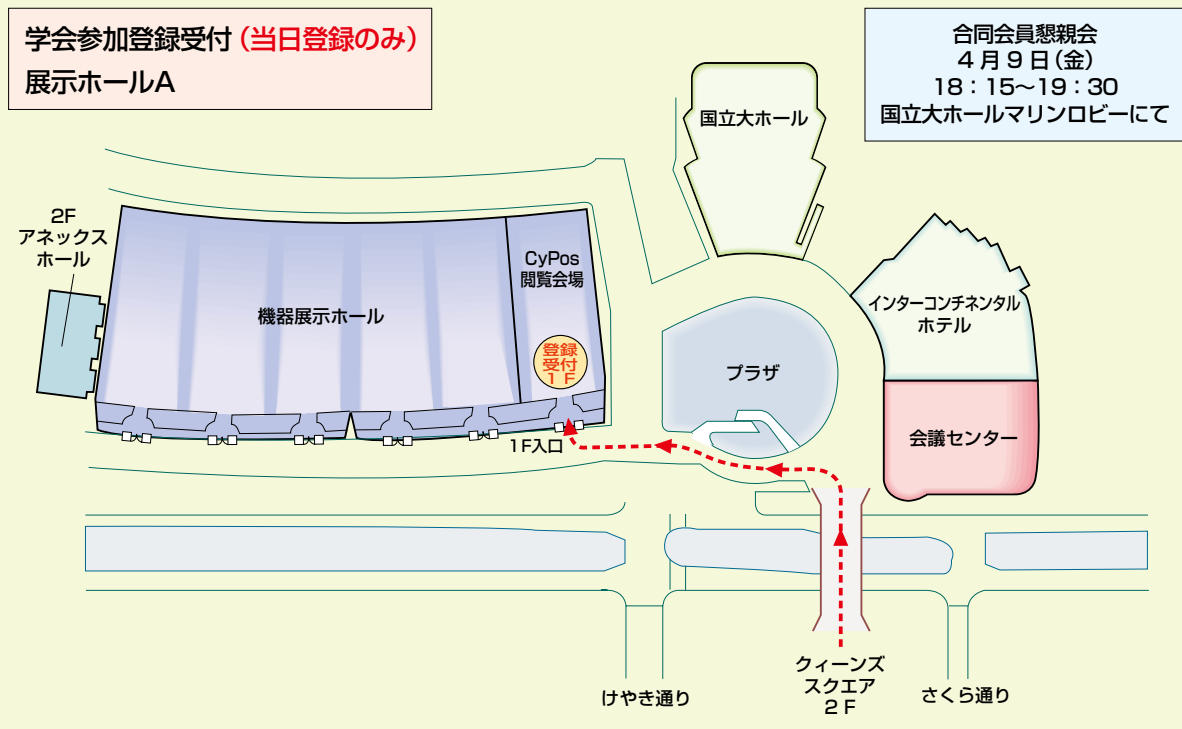 学会参加登録受付(当日登録のみ)
展示ホールA
合同会員懇親会
4月9日(金)
18：15〜19：30
国立大ホールマリンロビーにて
国立大ホール
2F
アネックス
ホール
CyPos
閲覧会場
機器展示ホール
登録
受付
1F
インターコンチネンタル
ホテル
プラザ
会議センター
1F入口
クィーンズ
スクエア
2F
けやき通り
さくら通り